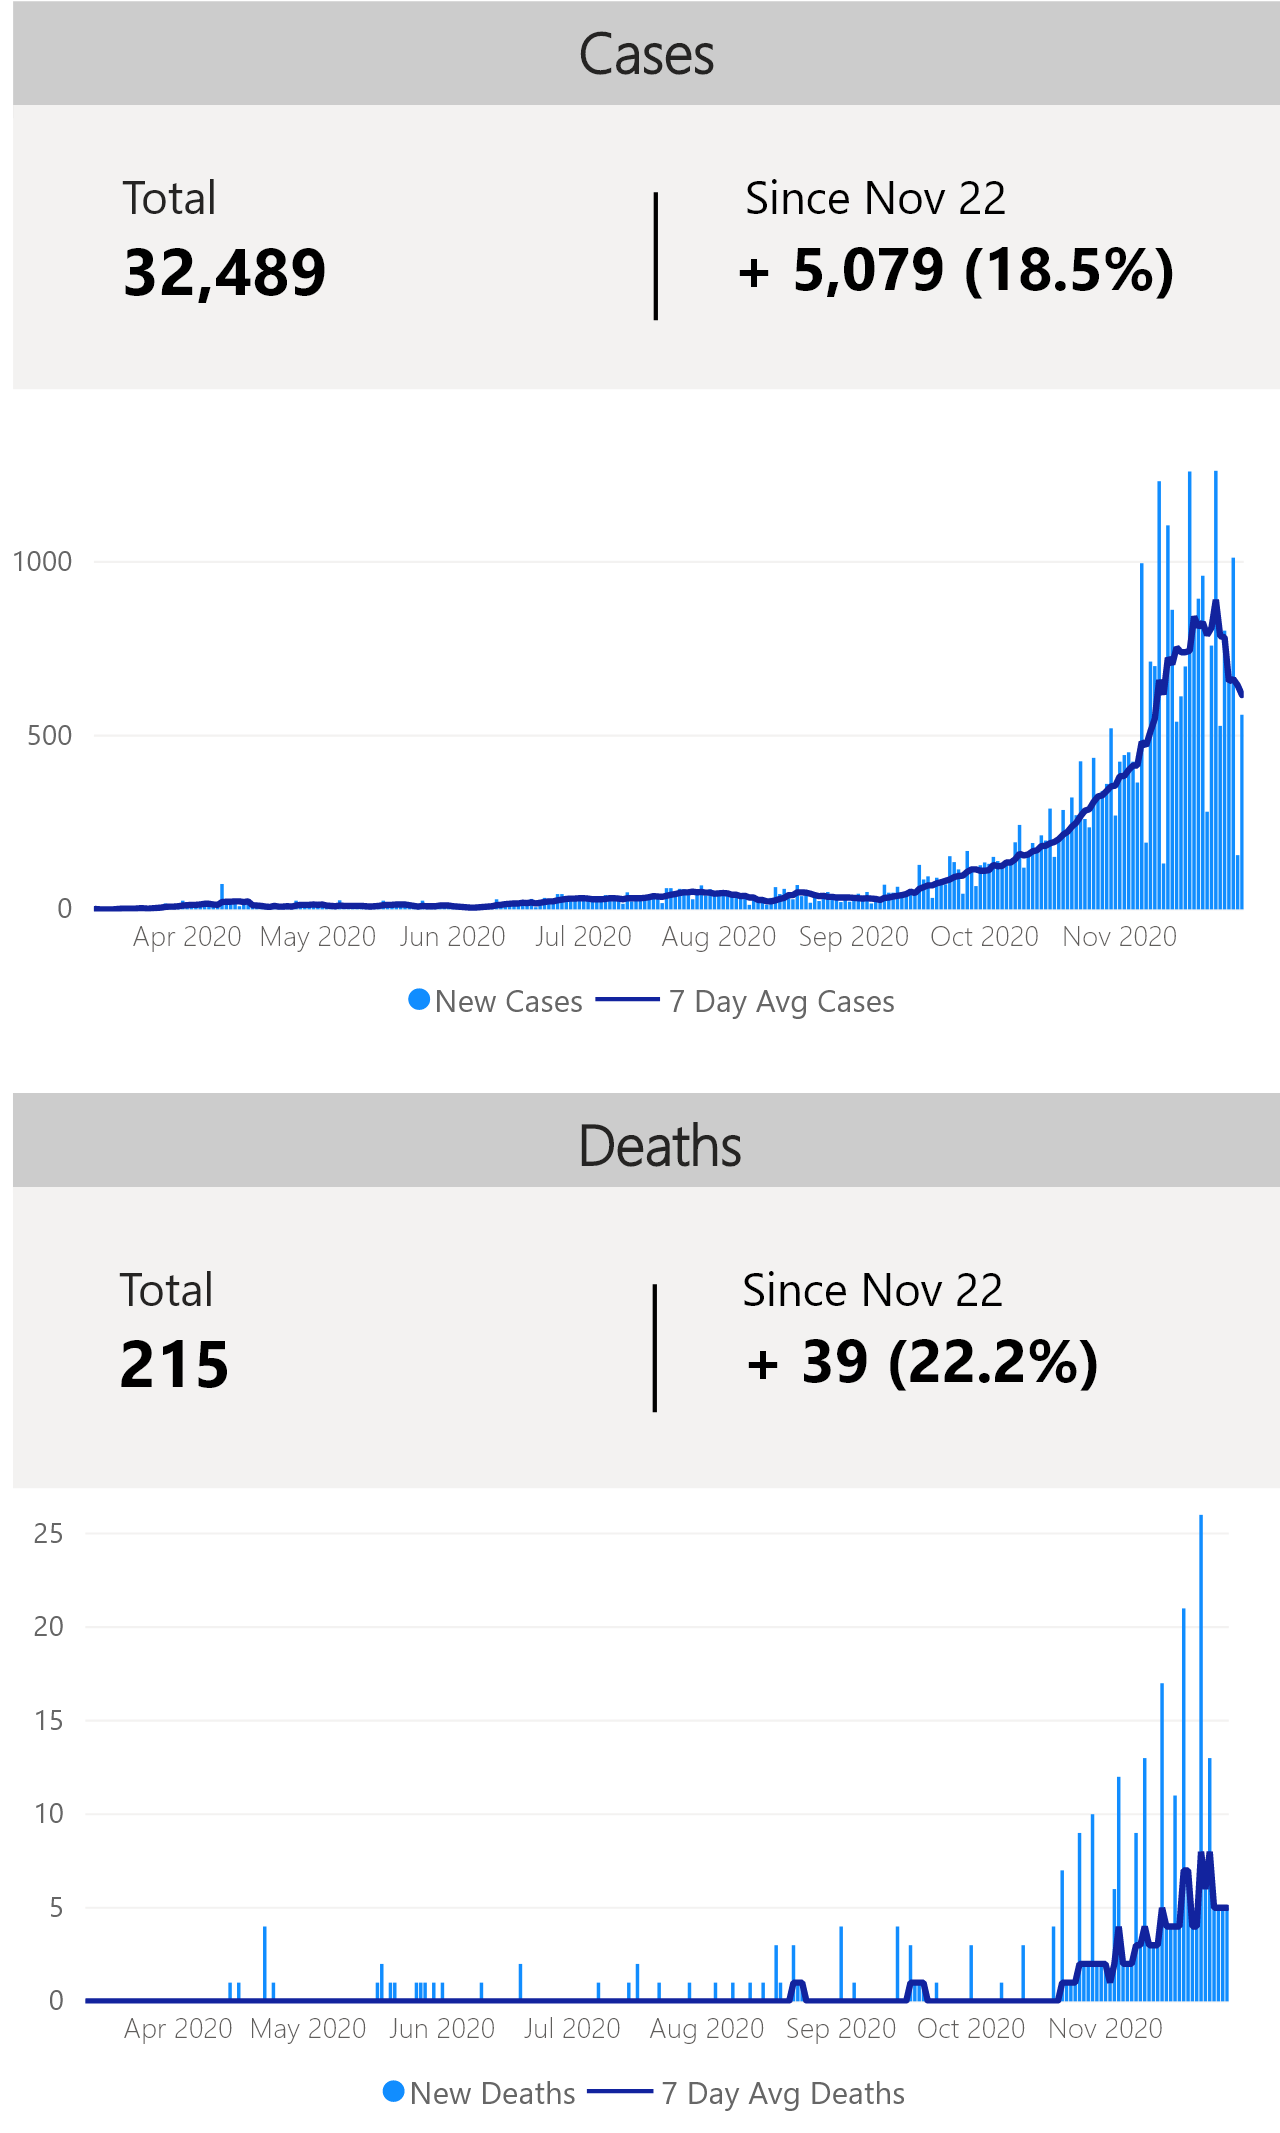 Cases
Total
Since Nov 22
32,489
+ 5,079 (18.5%)
1000
500
0
Apr 2020 May 2020 Jun 2020 Jul 2020 Aug 2020 Sep 2020 Oct 2020 Nov 2020
New Cases 7 Day Avg Cases
Deaths
Total
Since Nov 22
215
+ 39 (22.2%)
25
20
15
10
5
0
Apr 2020 May 2020 Jun 2020 Jul 2020 Aug 2020 Sep 2020 Oct 2020 Nov 2020
New Deaths 7 Day Avg Deaths